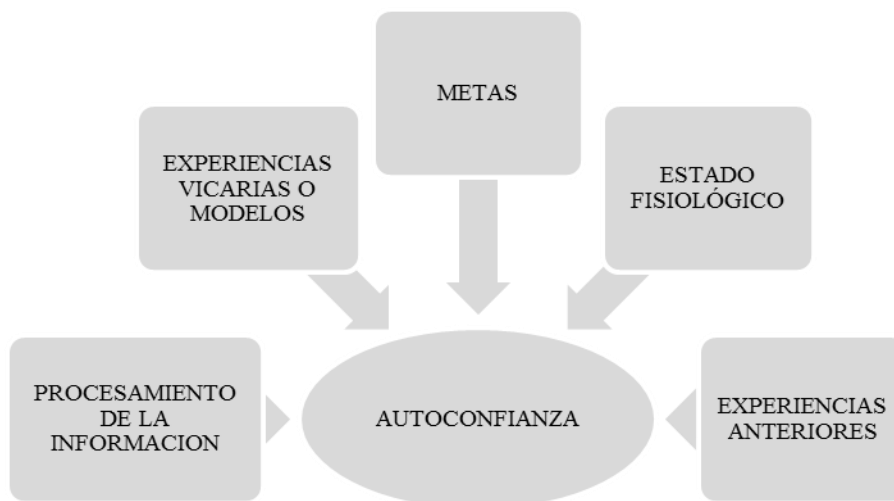 METAS
EXPERIENCIAS
VICARIAS O
MODELOS
ESTADO
FISIOLÓGICO
PROCESAMIENTO
DE LA
INFORMACION
AUTOCONFIANZA
EXPERIENCIAS
ANTERIORES